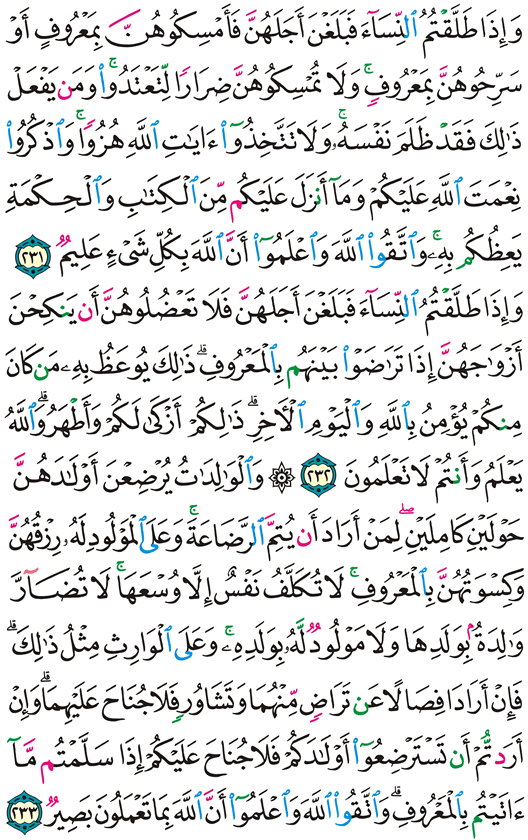 وَإِذَا طَلَّقْتُمُ ٱلنِّسَآءَ فَبَلَغْنَ أَجَلَهُنَّ فَأَمْسِكُوهُنَّ بِمَعْرُوفٍ أَوْ
سَرِّحُوهُنَّ بِمَعْرُوفٍۚ وَلَا تُمْسِكُوهُنَّ ضِرَارًا لِّتَعْتَدُوا۟ۚ وَمَن يَفْعَلْ
ذَٰلِكَ فَقَدْ ظَلَمَ نَفْسَهُۥۚ وَلَا تَتَّخِذُوٓا۟ ءَايَـٰتِ ٱللَّهِ هُزُوًاۚ وَٱذْكُرُوا۟
نِعْمَتَ ٱللَّهِ عَلَيْكُمْ وَمَآ أَنزَلَ عَلَيْكُم مِّنَ ٱلْكِتَـٰبِ وَٱلْحِكْمَةِ
يَعِظُكُم بِهِۦۚ وَٱتَّقُوا۟ ٱللَّهَ وَٱعْلَمُوٓا۟ أَنَّ ٱللَّهَ بِكُلِّ شَىْءٍ عَلِيمٌ ٢٣١
وَإِذَا طَلَّقْتُمُ ٱلنِّسَآءَ فَبَلَغْنَ أَجَلَهُنَّ فَلَا تَعْضُلُوهُنَّ أَن يَنكِحْنَ
أَزْوَٰجَهُنَّ إِذَا تَرَٰضَوْا۟ بَيْنَهُم بِٱلْمَعْرُوفِۗ ذَٰلِكَ يُوعَظُ بِهِۦ مَن كَانَ
مِنكُمْ يُؤْمِنُ بِٱللَّهِ وَٱلْيَوْمِ ٱلْـَٔاخِرِۗ ذَٰلِكُمْ أَزْكَىٰ لَكُمْ وَأَطْهَرُۗ وَٱللَّهُ
يَعْلَمُ وَأَنتُمْ لَا تَعْلَمُونَ ٢٣٢ ۞ وَٱلْوَٰلِدَٰتُ يُرْضِعْنَ أَوْلَـٰدَهُنَّ
حَوْلَيْنِ كَامِلَيْنِۖ لِمَنْ أَرَادَ أَن يُتِمَّ ٱلرَّضَاعَةَۚ وَعَلَى ٱلْمَوْلُودِ لَهُۥ رِزْقُهُنَّ
وَكِسْوَتُهُنَّ بِٱلْمَعْرُوفِۚ لَا تُكَلَّفُ نَفْسٌ إِلَّا وُسْعَهَاۚ لَا تُضَآرَّ
وَٰلِدَةٌۢ بِوَلَدِهَا وَلَا مَوْلُودٌ لَّهُۥ بِوَلَدِهِۦۚ وَعَلَى ٱلْوَارِثِ مِثْلُ ذَٰلِكَۗ
فَإِنْ أَرَادَا فِصَالًا عَن تَرَاضٍ مِّنْهُمَا وَتَشَاوُرٍ فَلَا جُنَاحَ عَلَيْهِمَاۗ وَإِنْ
أَرَدتُّمْ أَن تَسْتَرْضِعُوٓا۟ أَوْلَـٰدَكُمْ فَلَا جُنَاحَ عَلَيْكُمْ إِذَا سَلَّمْتُم مَّآ
ءَاتَيْتُم بِٱلْمَعْرُوفِۗ وَٱتَّقُوا۟ ٱللَّهَ وَٱعْلَمُوٓا۟ أَنَّ ٱللَّهَ بِمَا تَعْمَلُونَ بَصِيرٌ ٢٣٣